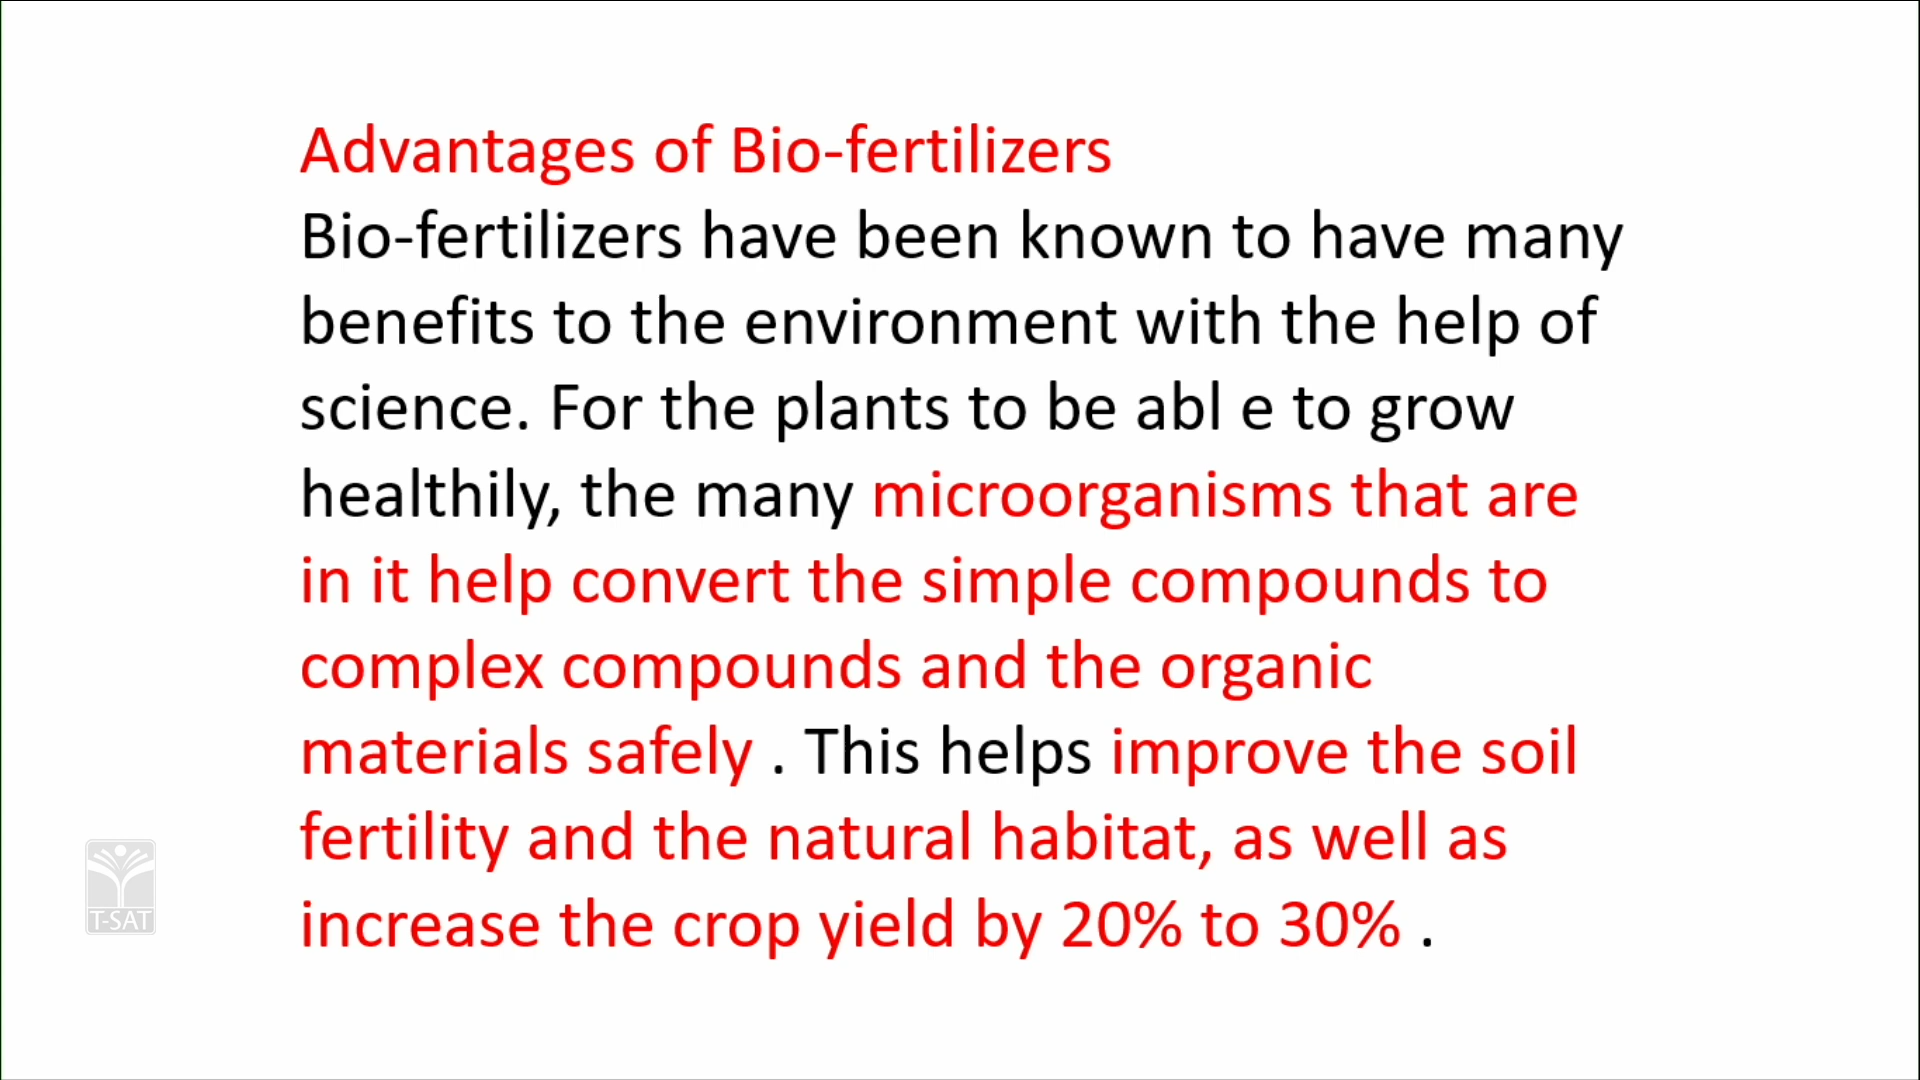 Advantages of Bio-fertilizers
Bio-fertilizers have been known to have many
benefits to the environment with the help of
science. For the plants to be abl e to grow
healthily, the many microorganisms that are
in it help convert the simple compounds to
complex compounds and the organic
materials safely . This helps improve the soil
fertility and the natural habitat, as well as
increase the crop yield by 20% to 30% .
T-SAT